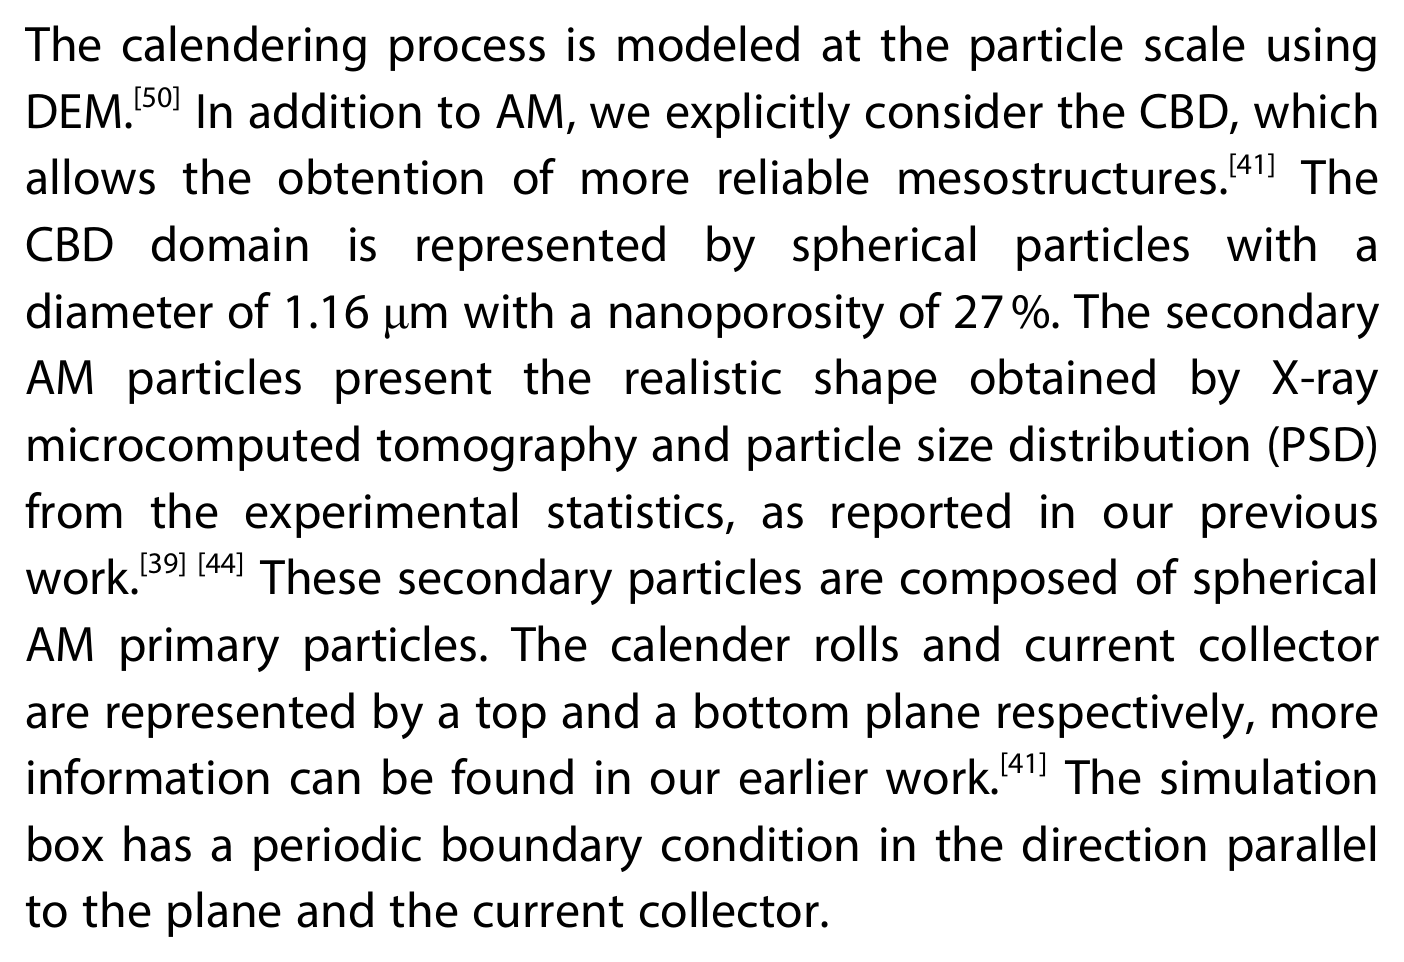 The calendering process is modeled at the particle scale using
DEM.[50] In addition to AM, we explicitly consider the CBD, which
allows the obtention of more reliable mesostructures.[41] The
CBD domain is represented by spherical particles with a
diameter of 1.16 μm with a nanoporosity of 27 %. The secondary
AM particles present the realistic shape obtained by X-ray
microcomputed tomography and particle size distribution (PSD)
from the experimental statistics, as reported in our previous
work.[39] [44] These secondary particles are composed of spherical
AM primary particles. The calender rolls and current collector
are represented by a top and a bottom plane respectively, more
information can be found in our earlier work.[41] The simulation
box has a periodic boundary condition in the direction parallel
to the plane and the current collector.